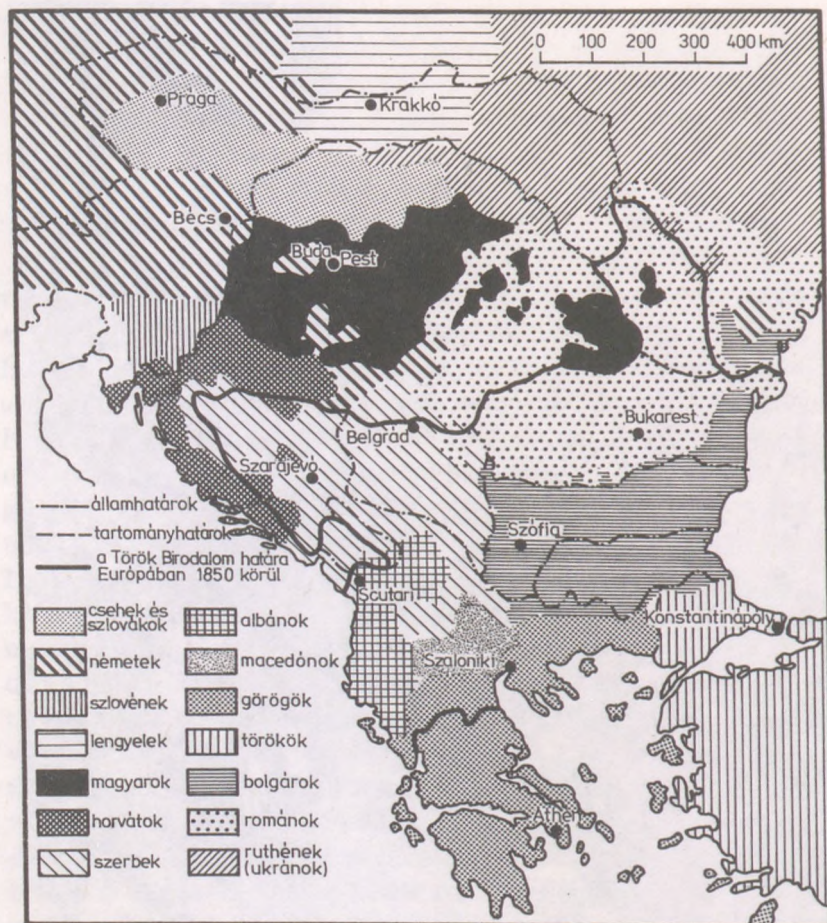 0 100 200 300 400 km
Prága
Krakkó
Bécs
Buda
Pest
Belgrád
Bukarest
Szarajevó
Szófia
Scutari
Konstantinápoly
Szaloniki
Athén
államhatárok
tartományhatárok
a Török Birodalom határa
Európában 1850 körül
csehek és
szlovákok
németek
szlovének
lengyelek
magyarok
horvátok
szerbek
albánok
macedónok
görögök
törökök
bolgárok
románok
ruthének
(ukránok)